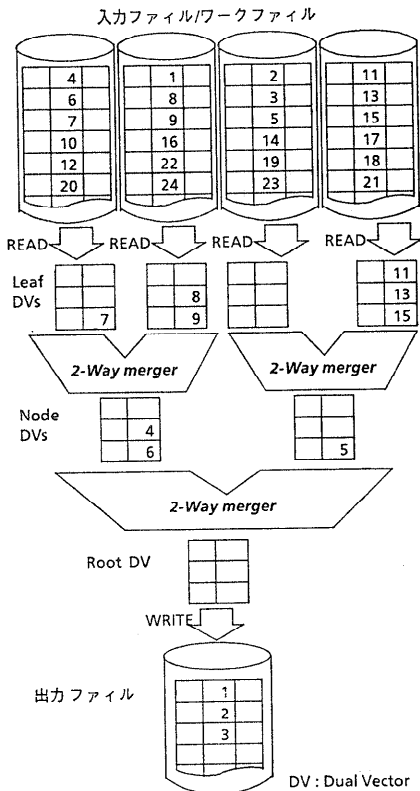 入力ファイル/ワークファイル
4 1 2 11
6 8 3 13
7 9 5 15
10 16 14 17
12 22 19 18
20 24 23 21
READ READ READ READ
Leaf DVs
11
8 13
7 9 15
2-Way merger 2-Way merger
Node DVs
4
6 5
2-Way merger
Root DV
WRITE
出力ファイル
1
2
3
DV : Dual Vector